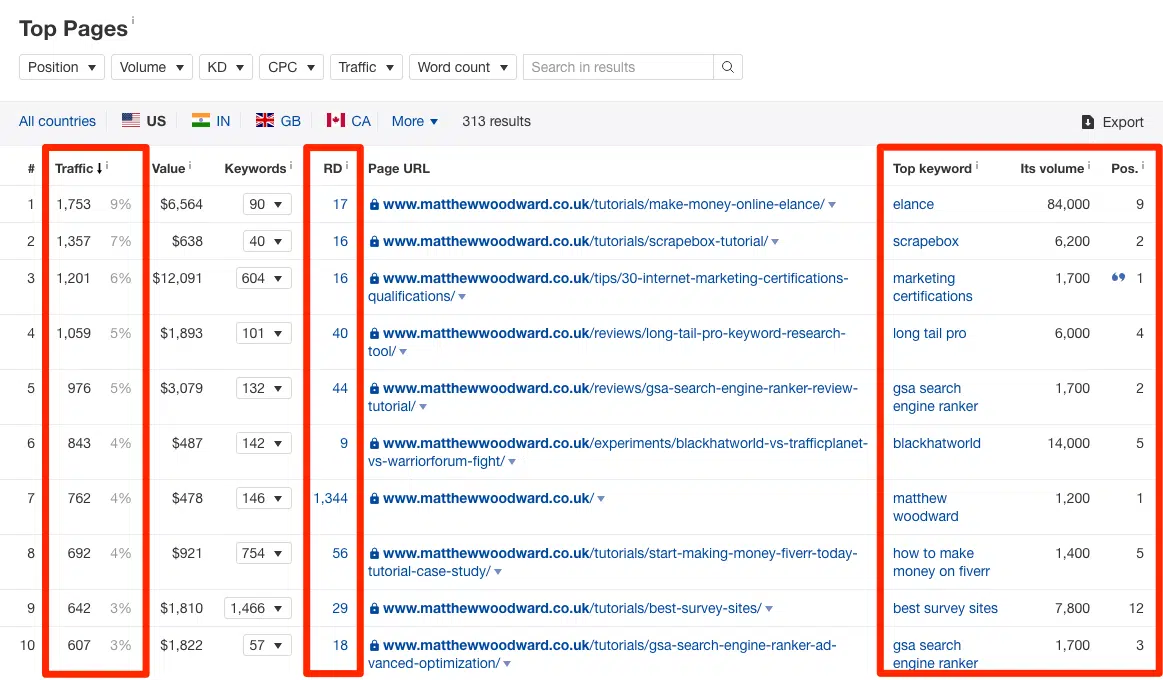 Top Pages i
Position Volume KD CPC Traffic Word count Search in results
All countries US IN GB CA More 313 results Export
# Traffic i Value i Keywords i RD i Page URL Top keyword i Its volume i Pos. i
1 1,753 9% $6,564 90 17 www.matthewwoodward.co.uk/tutorials/make-money-online-elance/ elance 84,000 9
2 1,357 7% $638 40 16 www.matthewwoodward.co.uk/tutorials/scrapebox-tutorial/ scrapebox 6,200 2
3 1,201 6% $12,091 604 16 www.matthewwoodward.co.uk/tips/30-internet-marketing-certifications- marketing 1,700 1
qualifications/ certifications
4 1,059 5% $1,893 101 40 www.matthewwoodward.co.uk/reviews/long-tail-pro-keyword-research- long tail pro 6,000 4
tool/
5 976 5% $3,079 132 44 www.matthewwoodward.co.uk/reviews/gsa-search-engine-ranker-review- gsa search 1,700 2
tutorial/ engine ranker
6 843 4% $487 142 9 www.matthewwoodward.co.uk/experiments/blackhatworld-vs-trafficplanet- blackhatworld 14,000 5
vs-warriorforum-fight/
7 762 4% $478 146 1,344 www.matthewwoodward.co.uk/ matthew 1,200 1
woodward
8 692 4% $921 754 56 www.matthewwoodward.co.uk/tutorials/start-making-money-fiverr-today- how to make 1,400 5
tutorial-case-study/ money on fiverr
9 642 3% $1,810 1,466 29 www.matthewwoodward.co.uk/tutorials/best-survey-sites/ best survey sites 7,800 12
10 607 3% $1,822 57 18 www.matthewwoodward.co.uk/tutorials/gsa-search-engine-ranker-ad- gsa search 1,700 3
vanced-optimization/ engine ranker